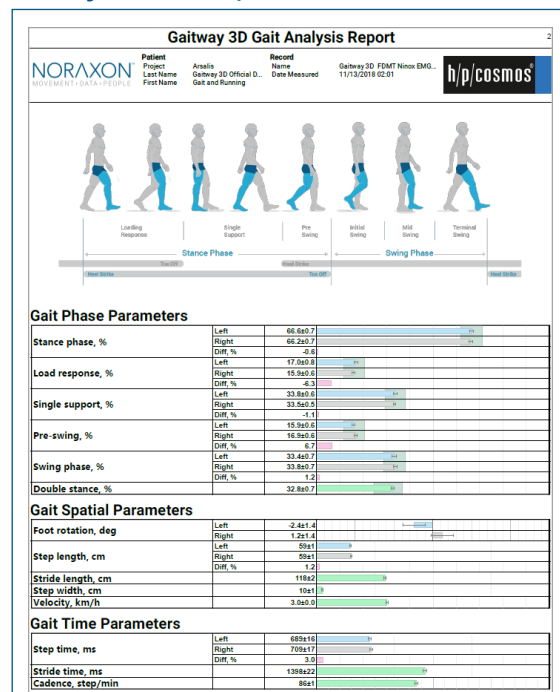 Gaitway 3D Gait Analysis Report
2
NORAXON
MOVEMENT+DATA+PEOPLE
Patient
Project Arsalis
Last Name Gaitway 3D Official D...
First Name Gait and Running
Record
Name Gaitway 3D FDMT Ninox EMG...
Date Measured 11/13/2018 02:01
h/p/cosmos®
Loading Response
Single Support
Pre Swing
Initial Swing
Mid Swing
Terminal Swing
Stance Phase
Swing Phase
Toe Off
Heel Strike
Heel Strike
Toe Off
Heel Strike
Gait Phase Parameters
Stance phase, %
Left 66.6±0.7
Right 66.2±0.7
Diff, % -0.6
Load response, %
Left 17.0±0.8
Right 15.9±0.6
Diff, % -6.3
Single support, %
Left 33.8±0.6
Right 33.5±0.5
Diff, % -1.1
Pre-swing, %
Left 15.9±0.6
Right 16.9±0.6
Diff, % 6.7
Swing phase, %
Left 33.4±0.7
Right 33.8±0.7
Diff, % 1.2
Double stance, % 32.8±0.7
Gait Spatial Parameters
Foot rotation, deg
Left -2.4±1.4
Right 1.2±1.4
Step length, cm
Left 59±1
Right 59±1
Diff, % 1.2
Stride length, cm 118±2
Step width, cm 10±1
Velocity, km/h 3.0±0.0
Gait Time Parameters
Step time, ms
Left 689±16
Right 709±17
Diff, % 3.0
Stride time, ms 1398±22
Cadence, step/min 86±1